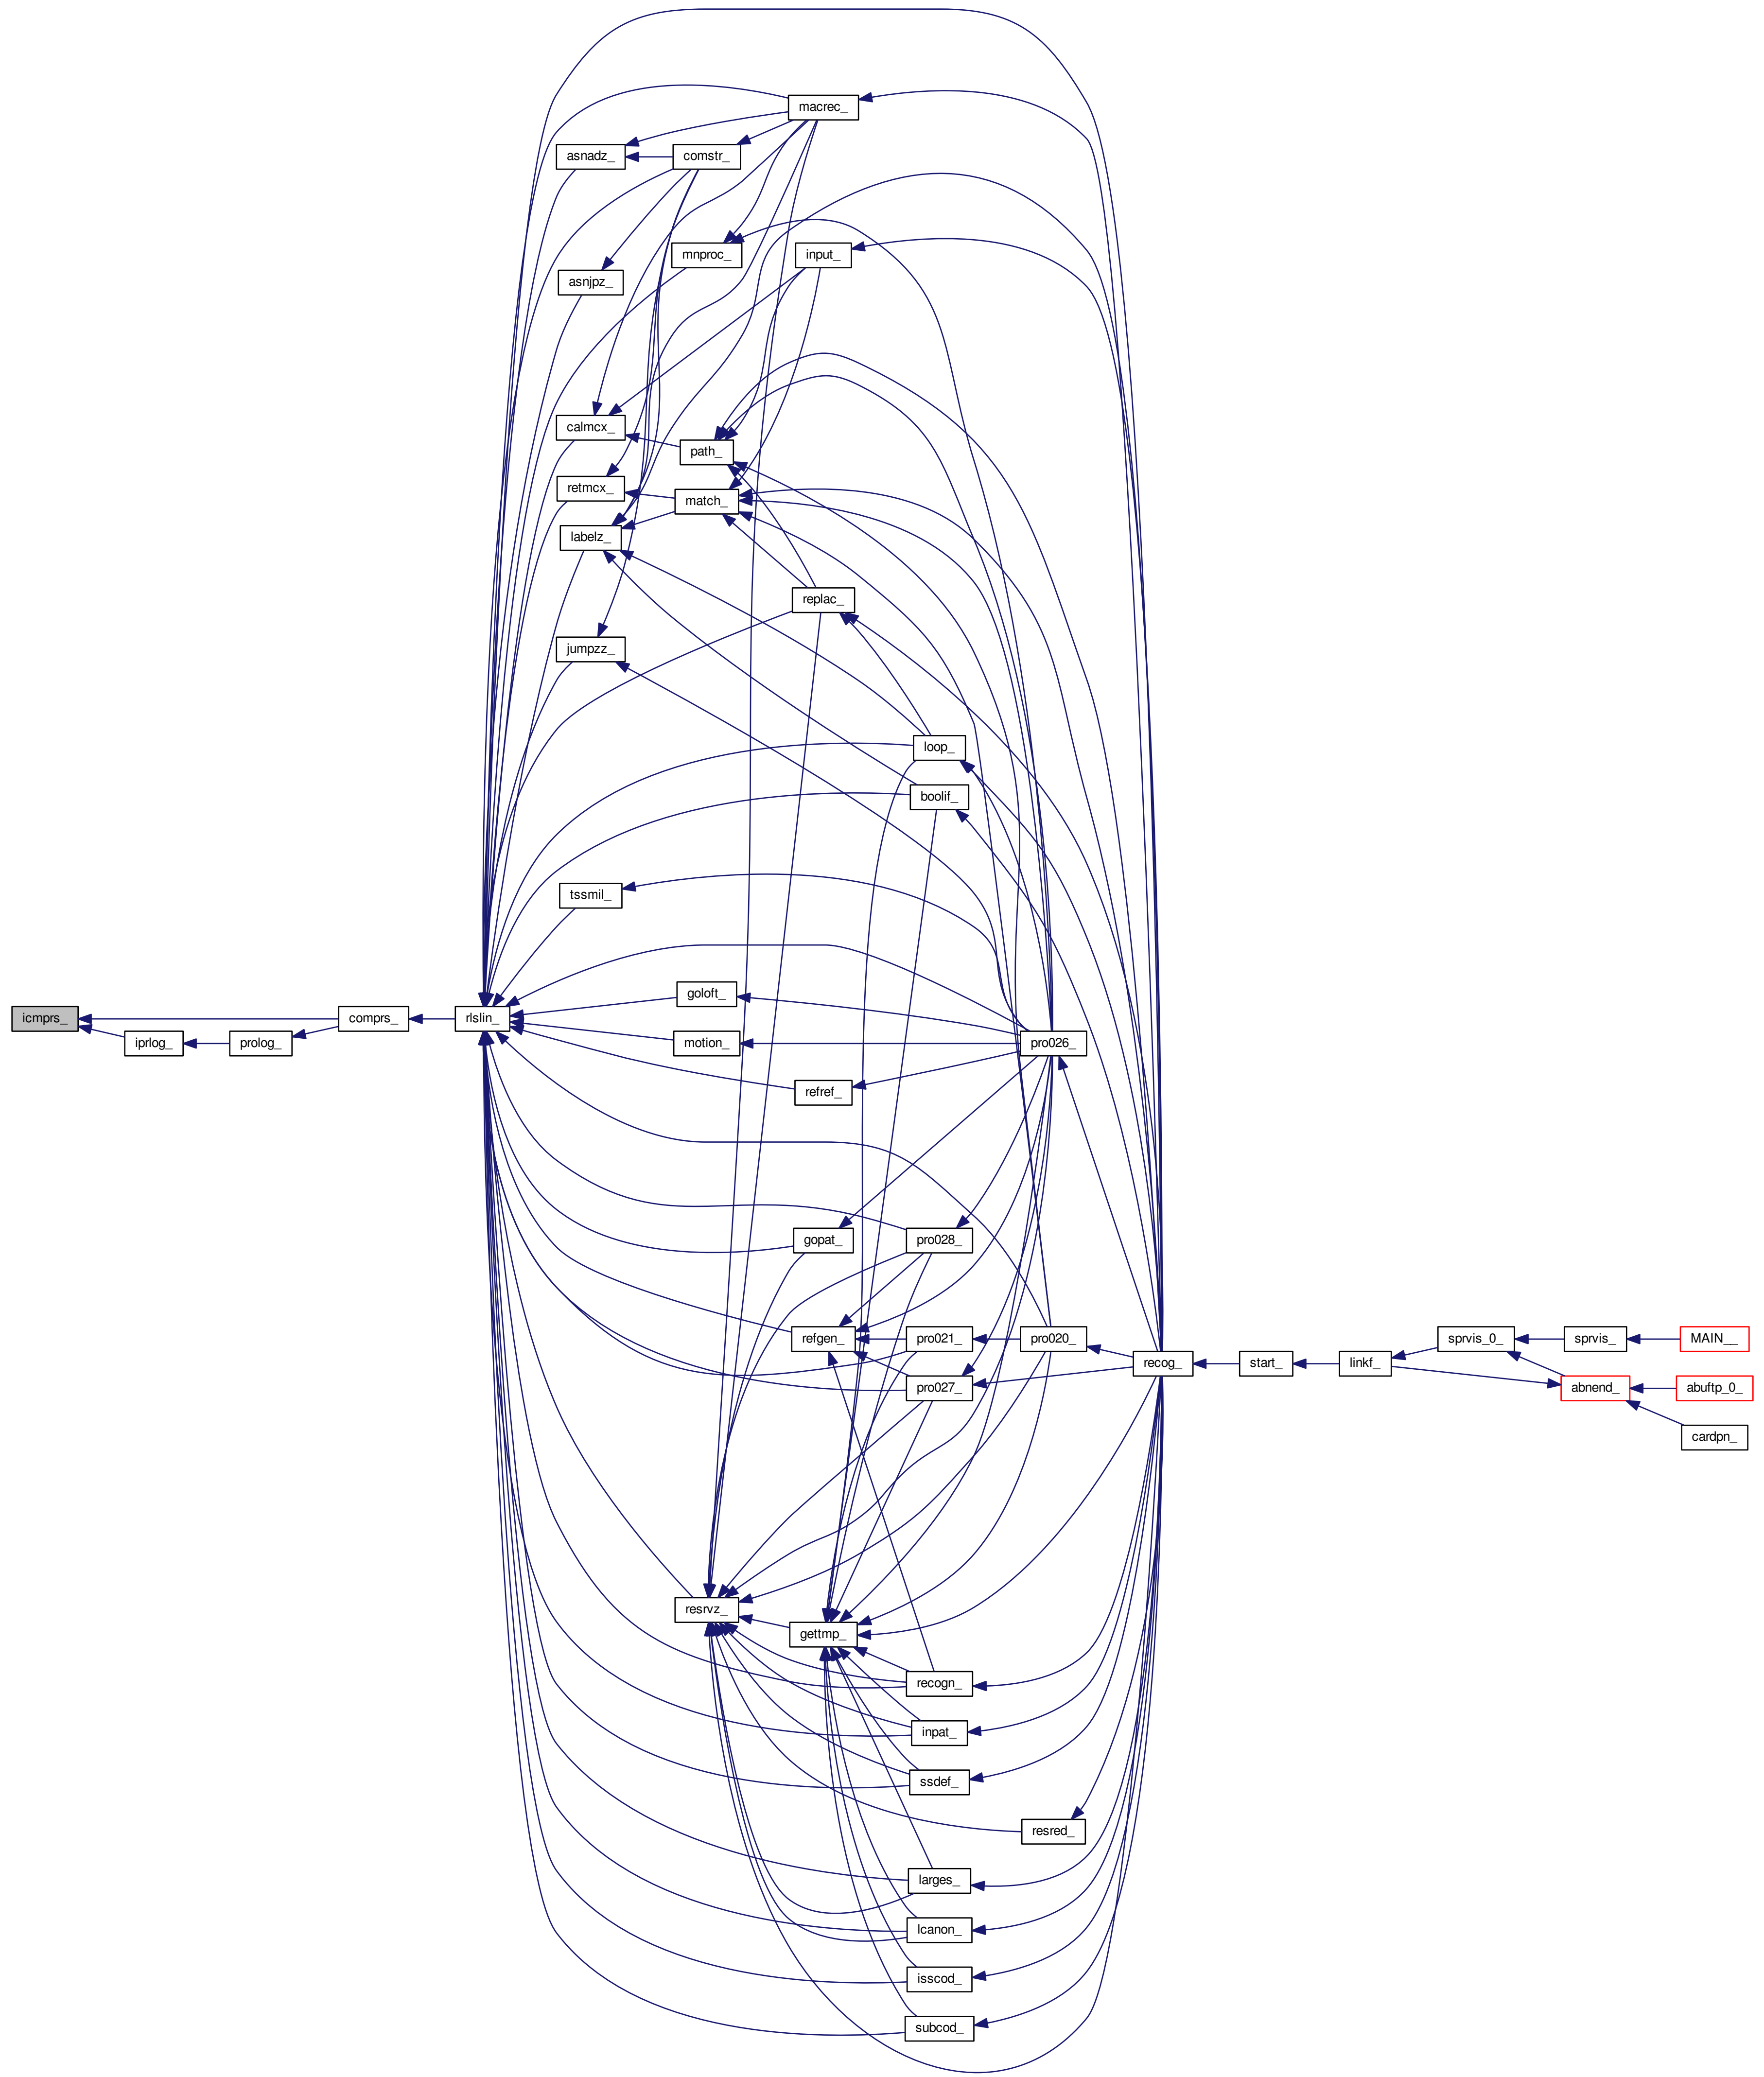 macrec_
asnadz_
comstr_
mnproc_
input_
asnjpz_
calmcx_
path_
retmcx_
match_
labelz_
replac_
jumpzz_
loop_
boolif_
tssmil_
goloft_
icmprs_
comprs_
rlslin_
iprlog_
prolog_
motion_
pro026_
refref_
gopat_
pro028_
refgen_
pro021_
pro020_
sprvis_0_
sprvis_
MAIN__
recog_
start_
linkf_
pro027_
abnend_
abuftp_0_
cardpn_
resrvz_
gettmp_
recogn_
inpat_
ssdef_
resred_
larges_
lcanon_
isscod_
subcod_